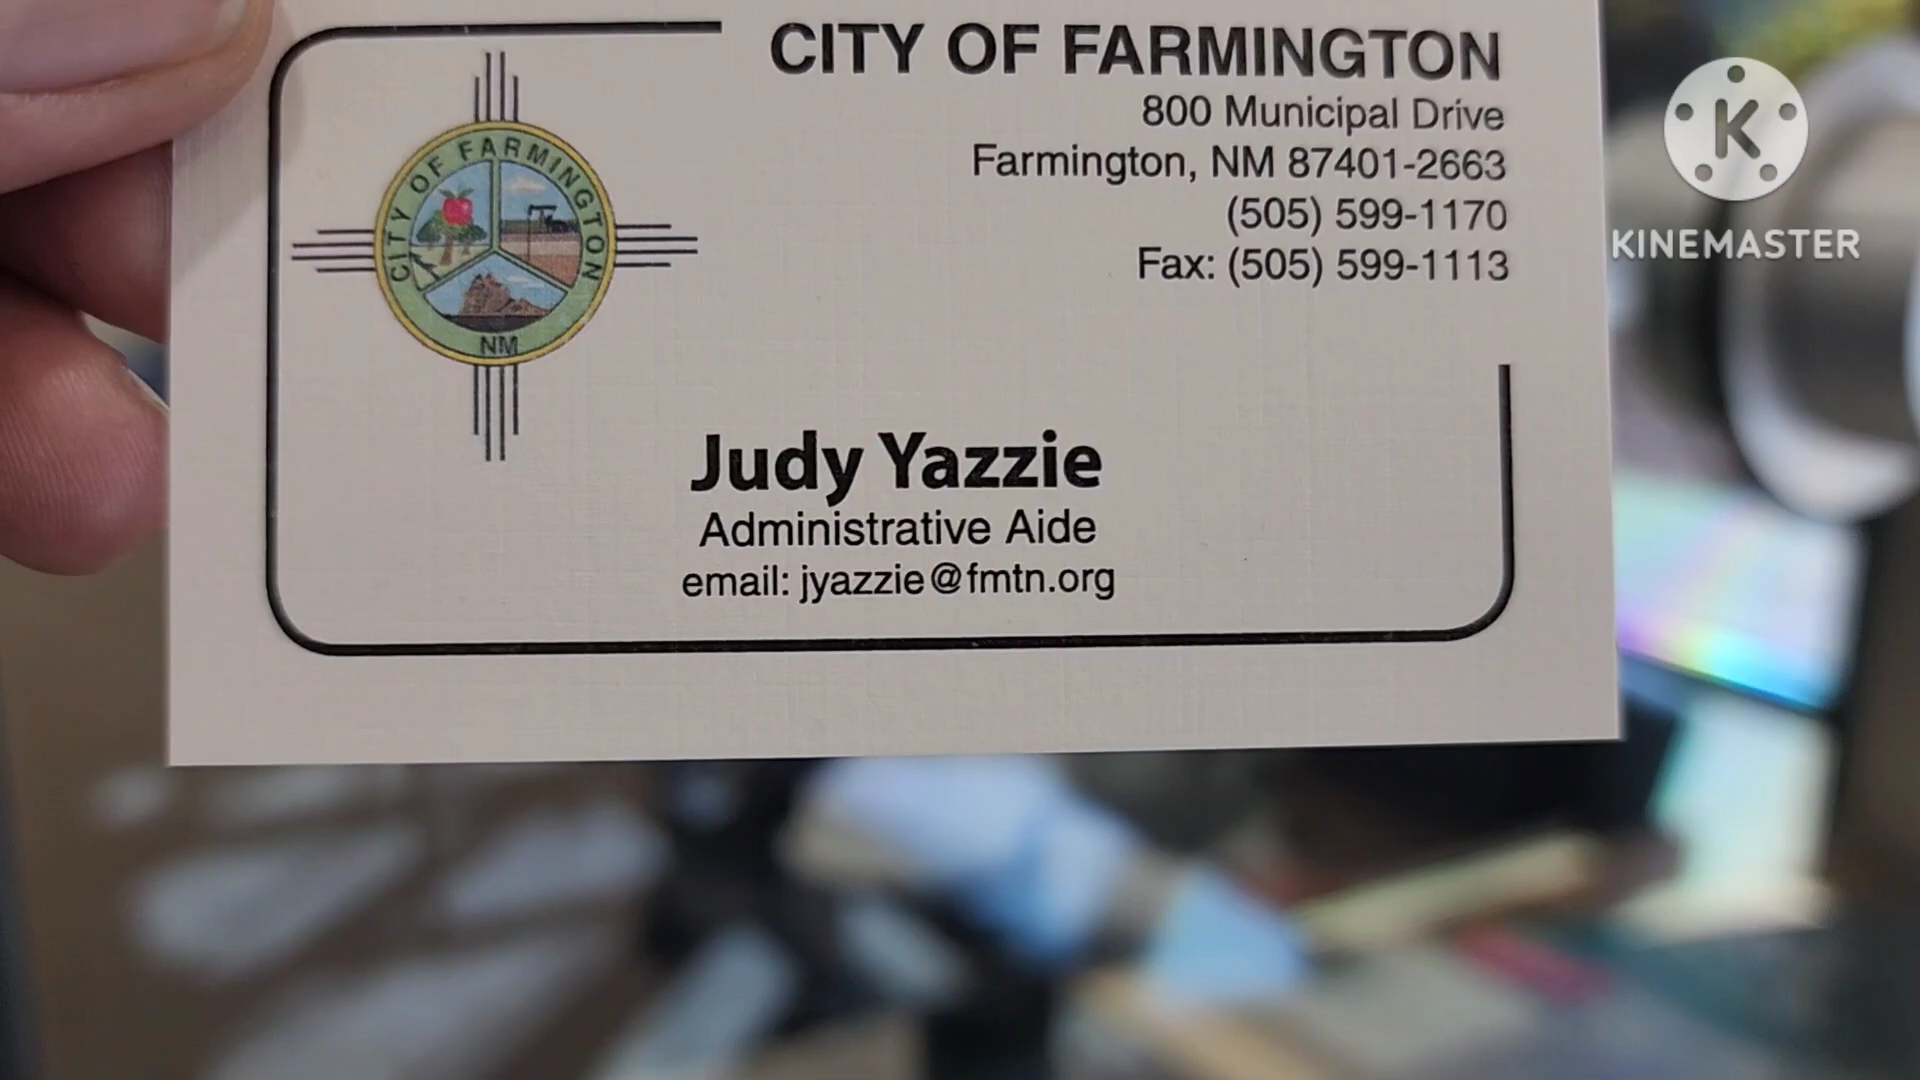 CITY OF FARMINGTON
800 Municipal Drive
Farmington, NM 87401-2663
(505) 599-1170
Fax: (505) 599-1113
CITY OF FARMINGTON
NM
Judy Yazzie
Administrative Aide
email: jyazzie@fmtn.org
K
KINEMASTER